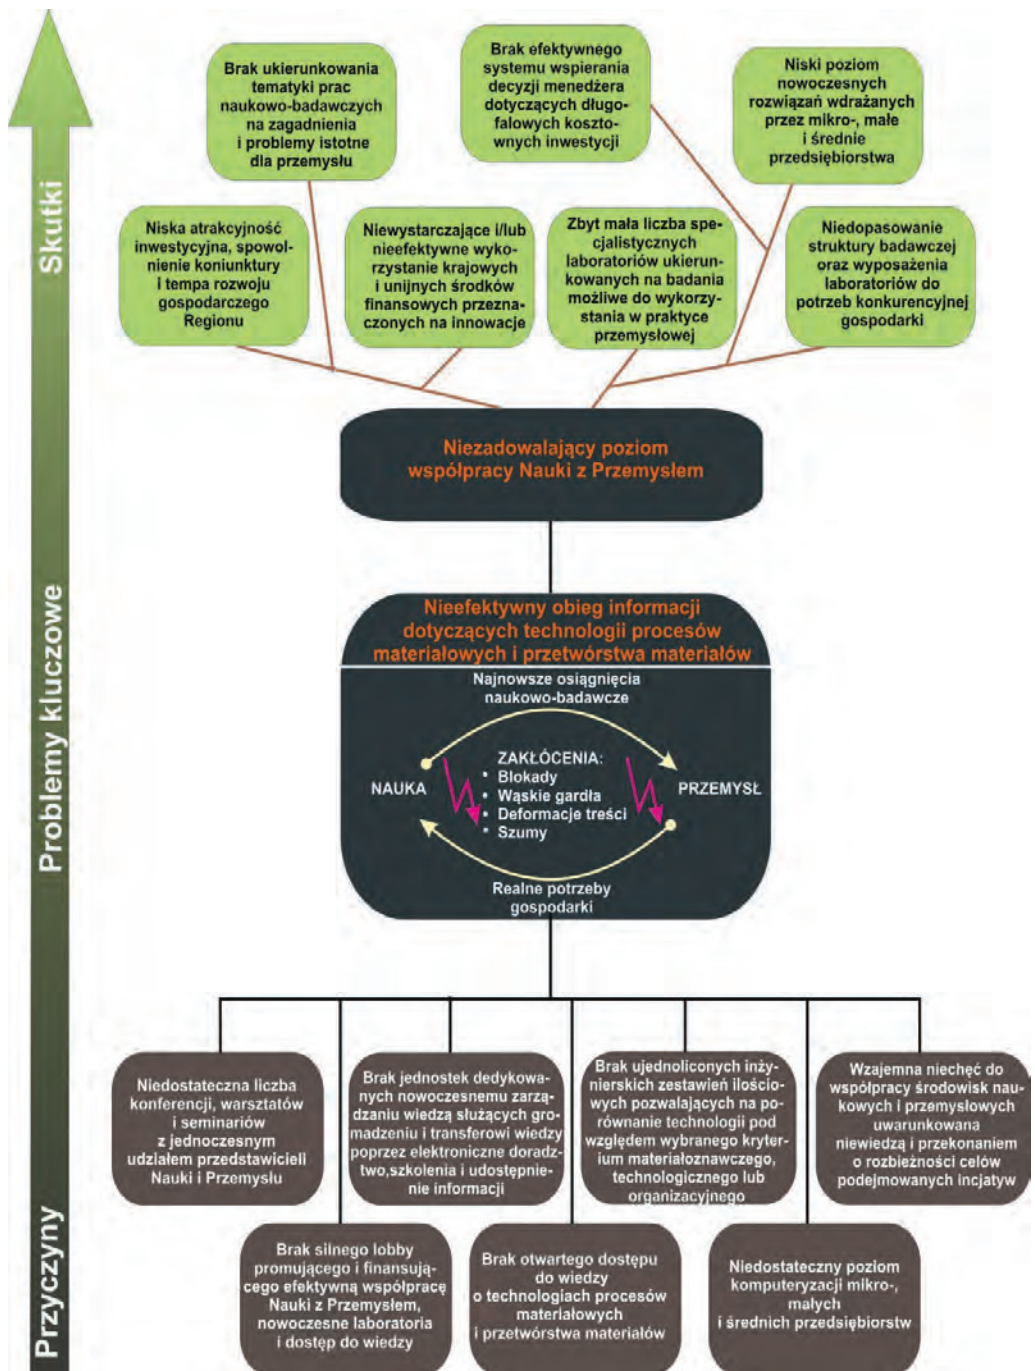 Skutki
Brak ukierunkowania
tematyki prac
naukowo-badawczych
na zagadnienia
i problemy istotne
dla przemysłu
Brak efektywnego
systemu wspierania
decyzji menedżera
dotyczących długo-
falowych koszto-
wnych inwestycji
Niski poziom
nowoczesnych
rozwiązań wdrażanych
przez mikro-, małe
i średnie
przedsiębiorstwa
Niska atrakcyjność
inwestycyjna, spowol-
nienie koniunktury
i tempa rozwoju
gospodarczego
Regionu
Niewystarczające i/lub
nieefektywne wyko-
rzystanie krajowych
i unijnych środków
finansowych przezna-
czonych na innowacje
Zbyt mała liczba spe-
cjalistycznych
laboratoriów ukierun-
kowanych na badania
możliwe do wykorzy-
stania w praktyce
przemysłowej
Niedopasowanie
struktury badawczej
oraz wyposażenia
laboratoriów do
potrzeb konkurencyjnej
gospodarki
Problemy kluczowe
Niezadowalający poziom
współpracy Nauki z Przemysłem
Nieefektywny obieg informacji
dotyczących technologii procesów
materiałowych i przetwórstwa materiałów
Najnowsze osiągnięcia
naukowo-badawcze
NAUKA
ZAKŁÓCENIA:
• Blokady
• Wąskie gardła
• Deformacje treści
• Szumy
PRZEMYSŁ
Realne potrzeby
gospodarki
Przyczyny
Niedostateczna liczba
konferencji, warsztatów
i seminariów
z jednoczesnym
udziałem przedstawicieli
Nauki i Przemysłu
Brak jednostek dedykowa-
nych nowoczesnemu zarzą-
dzaniu wiedzą służących gro-
madzeniu i transferowi wiedzy
poprzez elektroniczne doradz-
two,szkolenia i udostępnie-
nie informacji
Brak ujednoliconych inży-
nierskich zestawień ilościo-
wych pozwalających na po-
równanie technologii pod
względem wybranego kryter-
ium materiałoznawczego,
technologicznego lub
organizacyjnego
Wzajemna niechęć do
współpracy środowisk nau-
kowych i przemysłowych
uwarunkowana
niewiedzą i przekonaniem
o rozbieżności celów
podejmowanych incjatyw
Brak silnego lobby
promującego i finansują-
cego efektywną współpracę
Nauki z Przemysłem,
nowoczesne laboratoria
i dostęp do wiedzy
Brak otwartego dostępu
do wiedzy
o technologiach procesów
materiałowych
i przetwórstwa materiałów
Niedostateczny poziom
komputeryzacji mikro-,
małych
i średnich przedsiębiorstw